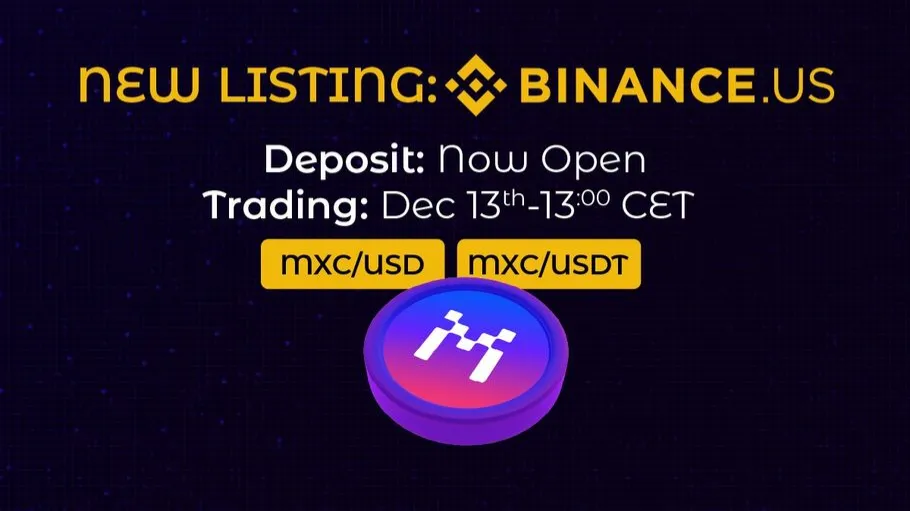 NEW LISTING: BINANCE.US
Deposit: Now Open
Trading: Dec 13th-13:00 CET
MXC/USD MXC/USDT